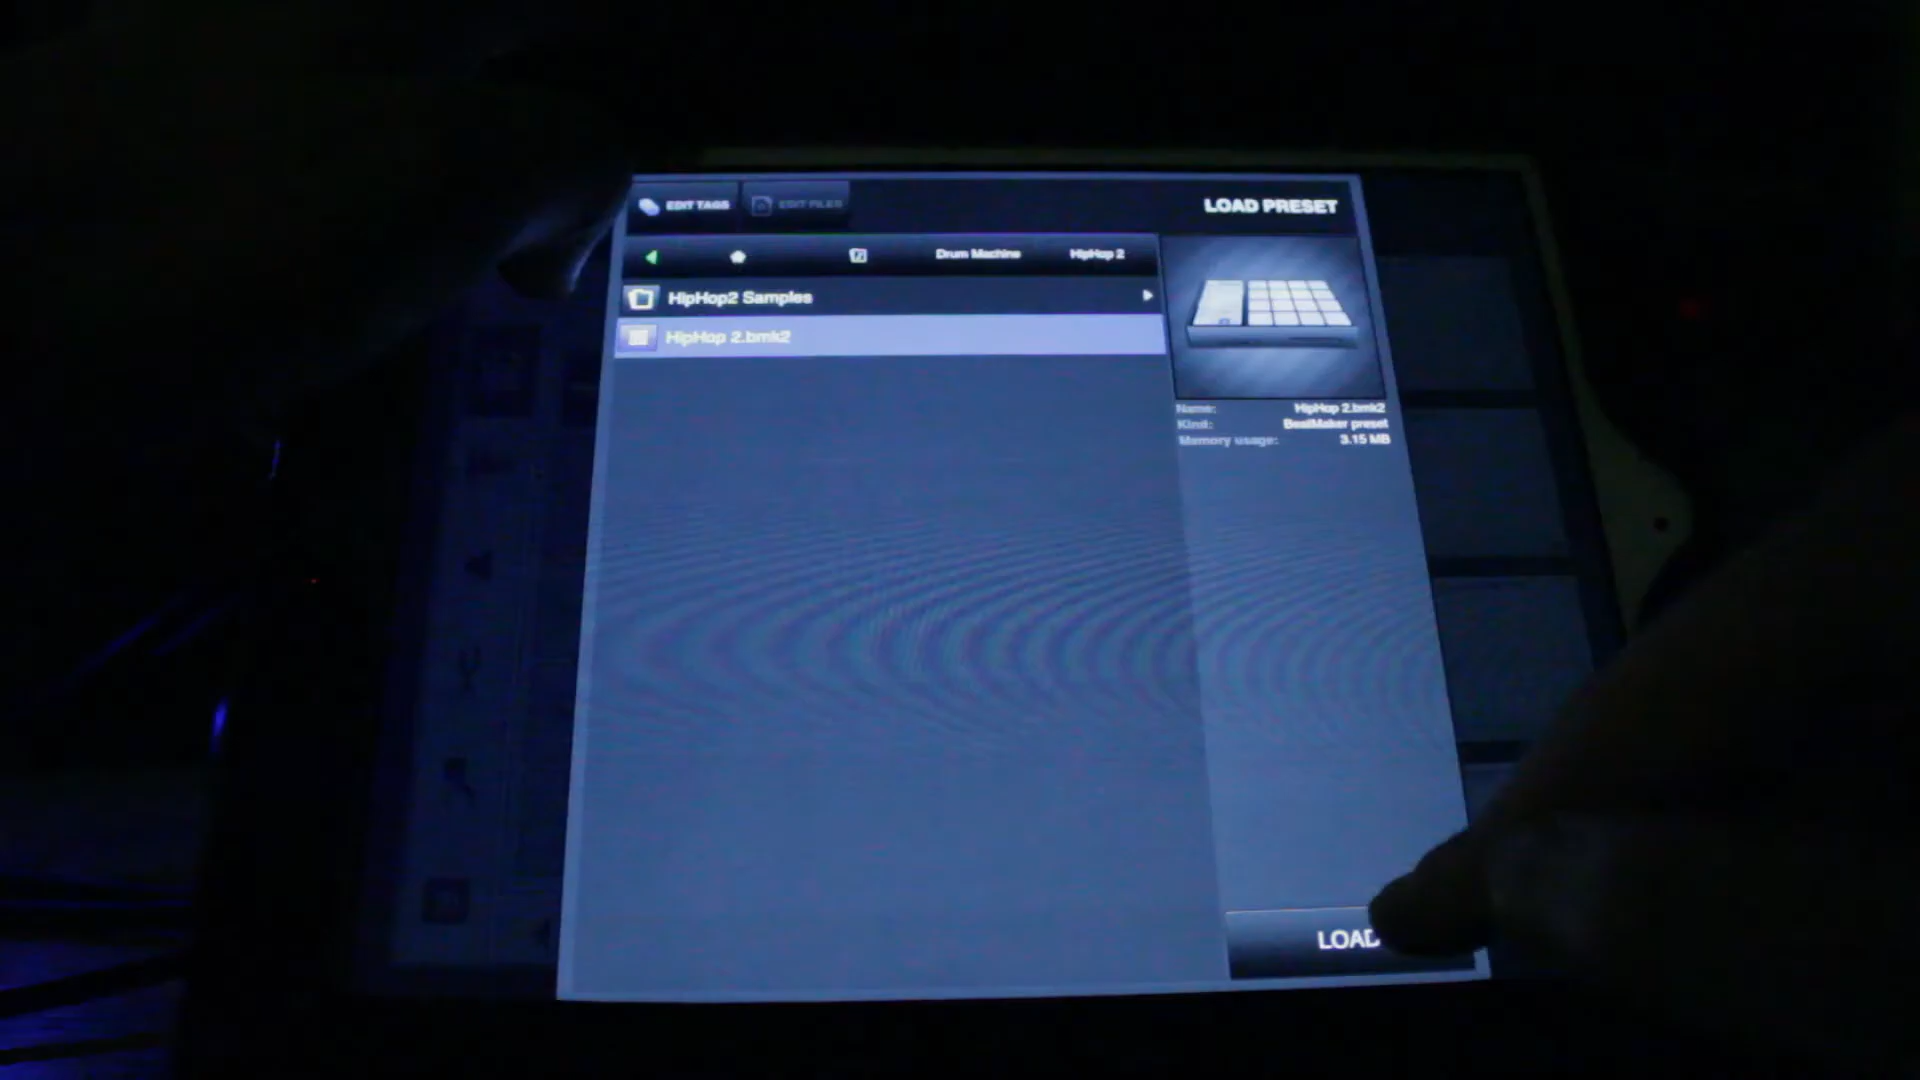 EDIT TAGS
EDIT FILES
LOAD PRESET
Drum Machine
HipHop 2
HipHop2 Samples
HipHop 2.bmk2
Name: HipHop 2.bmk2
Kind: BeatMaker preset
Memory usage: 3.15 MB
LOAD